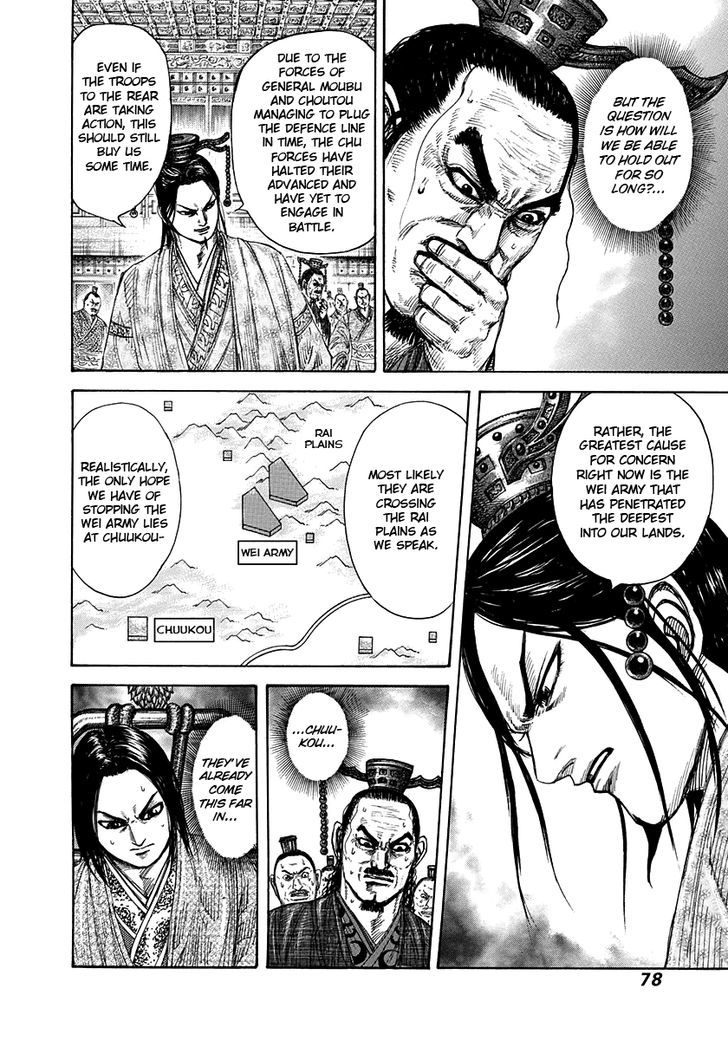 BUT THE
QUESTION
IS HOW WILL
WE BE ABLE
TO HOLD OUT
FOR SO
LONG?...
DUE TO THE
FORCES OF
GENERAL MOUBU
AND CHOUTOU
MANAGING TO PLUG
THE DEFENCE LINE
IN TIME, THE CHU
FORCES HAVE
HALTED THEIR
ADVANCED AND
HAVE YET TO
ENGAGE IN
BATTLE.
EVEN IF
THE TROOPS
TO THE REAR
ARE TAKING
ACTION, THIS
SHOULD STILL
BUY US
SOME TIME.
RATHER, THE
GREATEST CAUSE
FOR CONCERN
RIGHT NOW IS THE
WEI ARMY THAT
HAS PENETRATED
THE DEEPEST
INTO OUR LANDS.
MOST LIKELY
THEY ARE
CROSSING
THE RAI
PLAINS AS
WE SPEAK.
RAI
PLAINS
WEI ARMY
CHUUKOU
REALISTICALLY,
THE ONLY HOPE
WE HAVE OF
STOPPING THE
WEI ARMY LIES
AT CHUUKOU-
...CHUU-
KOU...
THEY'VE
ALREADY
COME
THIS FAR
IN...
78